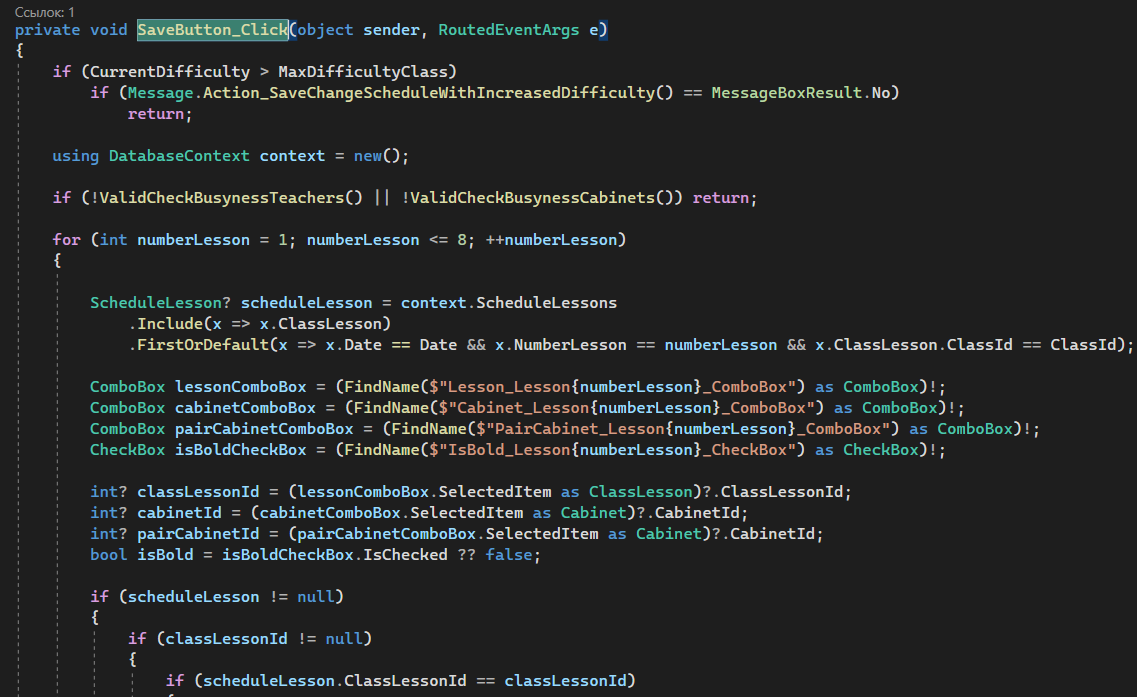 Ссылок: 1
private void SaveButton_Click(object sender, RoutedEventArgs e)
{
if (CurrentDifficulty > MaxDifficultyClass)
if (Message.Action_SaveChangeScheduleWithIncreasedDifficulty() == MessageBoxResult.No)
return;
using DatabaseContext context = new();
if (!ValidCheckBusynessTeachers() || !ValidCheckBusynessCabinets()) return;
for (int numberLesson = 1; numberLesson <= 8; ++numberLesson)
{
ScheduleLesson? scheduleLesson = context.ScheduleLessons
.Include(x => x.ClassLesson)
.FirstOrDefault(x => x.Date == Date && x.NumberLesson == numberLesson && x.ClassLesson.ClassId == ClassId);
ComboBox lessonComboBox = (FindName($"Lesson_Lesson{numberLesson}_ComboBox") as ComboBox)!;
ComboBox cabinetComboBox = (FindName($"Cabinet_Lesson{numberLesson}_ComboBox") as ComboBox)!;
ComboBox pairCabinetComboBox = (FindName($"PairCabinet_Lesson{numberLesson}_ComboBox") as ComboBox)!;
CheckBox isBoldCheckBox = (FindName($"IsBold_Lesson{numberLesson}_CheckBox") as CheckBox)!;
int? classLessonId = (lessonComboBox.SelectedItem as ClassLesson)?.ClassLessonId;
int? cabinetId = (cabinetComboBox.SelectedItem as Cabinet)?.CabinetId;
int? pairCabinetId = (pairCabinetComboBox.SelectedItem as Cabinet)?.CabinetId;
bool isBold = isBoldCheckBox.IsChecked ?? false;
if (scheduleLesson != null)
{
if (classLessonId != null)
{
if (scheduleLesson.ClassLessonId == classLessonId)